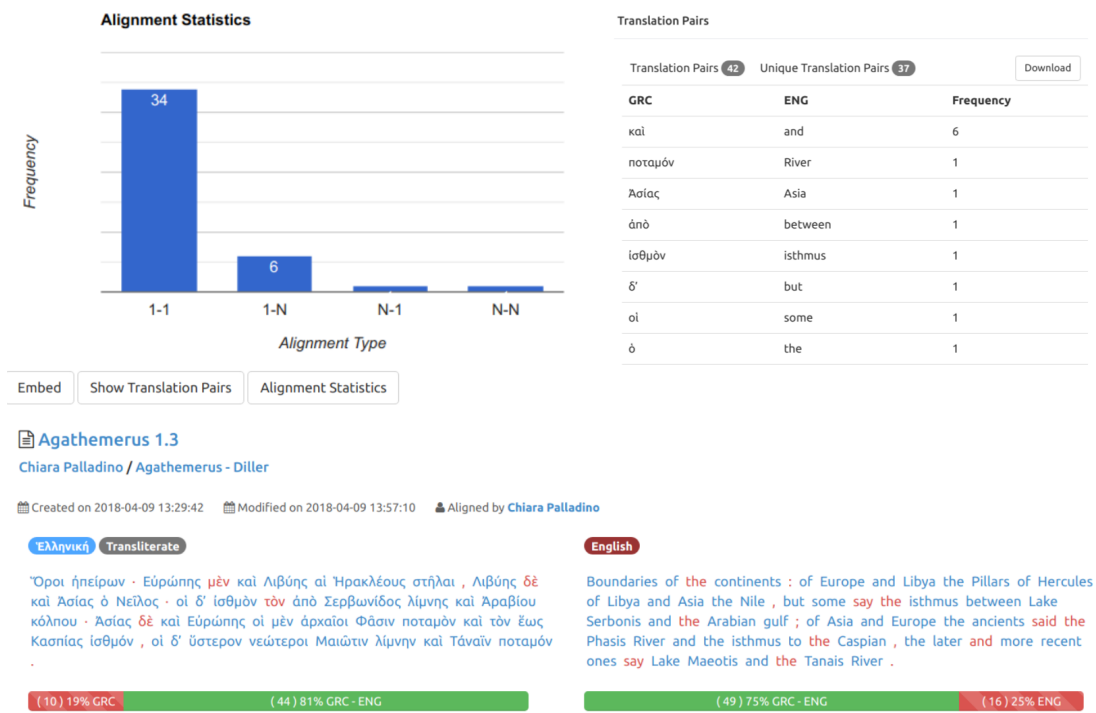 Alignment Statistics
Frequency
34
6
1-1
1-N
N-1
N-N
Alignment Type
Translation Pairs
Translation Pairs 42 Unique Translation Pairs 37 Download
GRC ENG Frequency
καὶ and 6
ποταμόν River 1
Ἀσίας Asia 1
ἀπὸ between 1
ἰσθμὸν isthmus 1
δ’ but 1
οἱ some 1
ὁ the 1
Embed Show Translation Pairs Alignment Statistics
Agathemerus 1.3
Chiara Palladino / Agathemerus - Diller
Created on 2018-04-09 13:29:42 Modified on 2018-04-09 13:57:10 Aligned by Chiara Palladino
Ἑλληνική Transliterate
Ὅροι ἠπείρων · Εὐρώπης μὲν καὶ Λιβύης αἱ Ἡρακλέους στῆλαι , Λιβύης δὲ
καὶ Ἀσίας ὁ Νεῖλος · οἱ δ’ ἰσθμὸν τὸν ἀπὸ Σερβωνίδος λίμνης καὶ Ἀραβίου
κόλπου · Ἀσίας δὲ καὶ Εὐρώπης οἱ μὲν ἀρχαῖοι Φᾶσιν ποταμὸν καὶ τὸν ἕως
Κασπίας ἰσθμόν , οἱ δ’ ὕστερον νεώτεροι Μαιῶτιν λίμνην καὶ Τάναϊν ποταμόν
.
( 10 ) 19% GRC ( 44 ) 81% GRC - ENG
English
Boundaries of the continents : of Europe and Libya the Pillars of Hercules
of Libya and Asia the Nile , but some say the isthmus between Lake
Serbonis and the Arabian gulf ; of Asia and Europe the ancients said the
Phasis River and the isthmus to the Caspian , the later and more recent
ones say Lake Maeotis and the Tanais River .
( 49 ) 75% GRC - ENG ( 16 ) 25% ENG